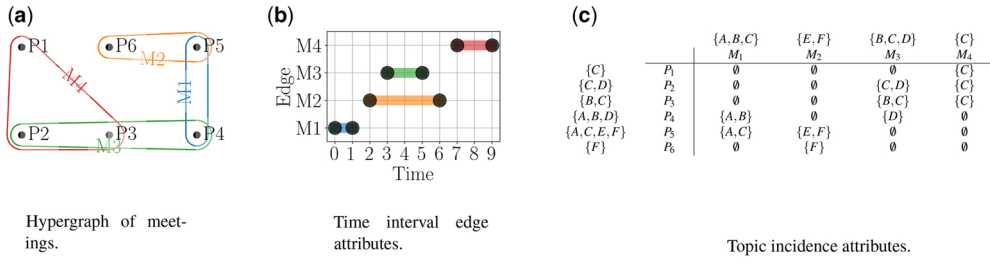 (a)
P1
P6
P5
M2
M4
M1
P2
P3
P4
M3
Hypergraph of meet-
ings.
(b)
M4
M3
M2
M1
Edge
0 1 2 3 4 5 6 7 8 9
Time
Time interval edge
attributes.
(c)
{A,B,C} {E,F} {B,C,D} {C}
M₁ M₂ M₃ M₄
{C} P₁ ∅ ∅ ∅ {C}
{C,D} P₂ ∅ ∅ {C,D} {C}
{B,C} P₃ ∅ ∅ {B,C} {C}
{A,B,D} P₄ {A,B} ∅ {D} ∅
{A,C,E,F} P₅ {A,C} {E,F} ∅ ∅
{F} P₆ ∅ {F} ∅ ∅
Topic incidence attributes.